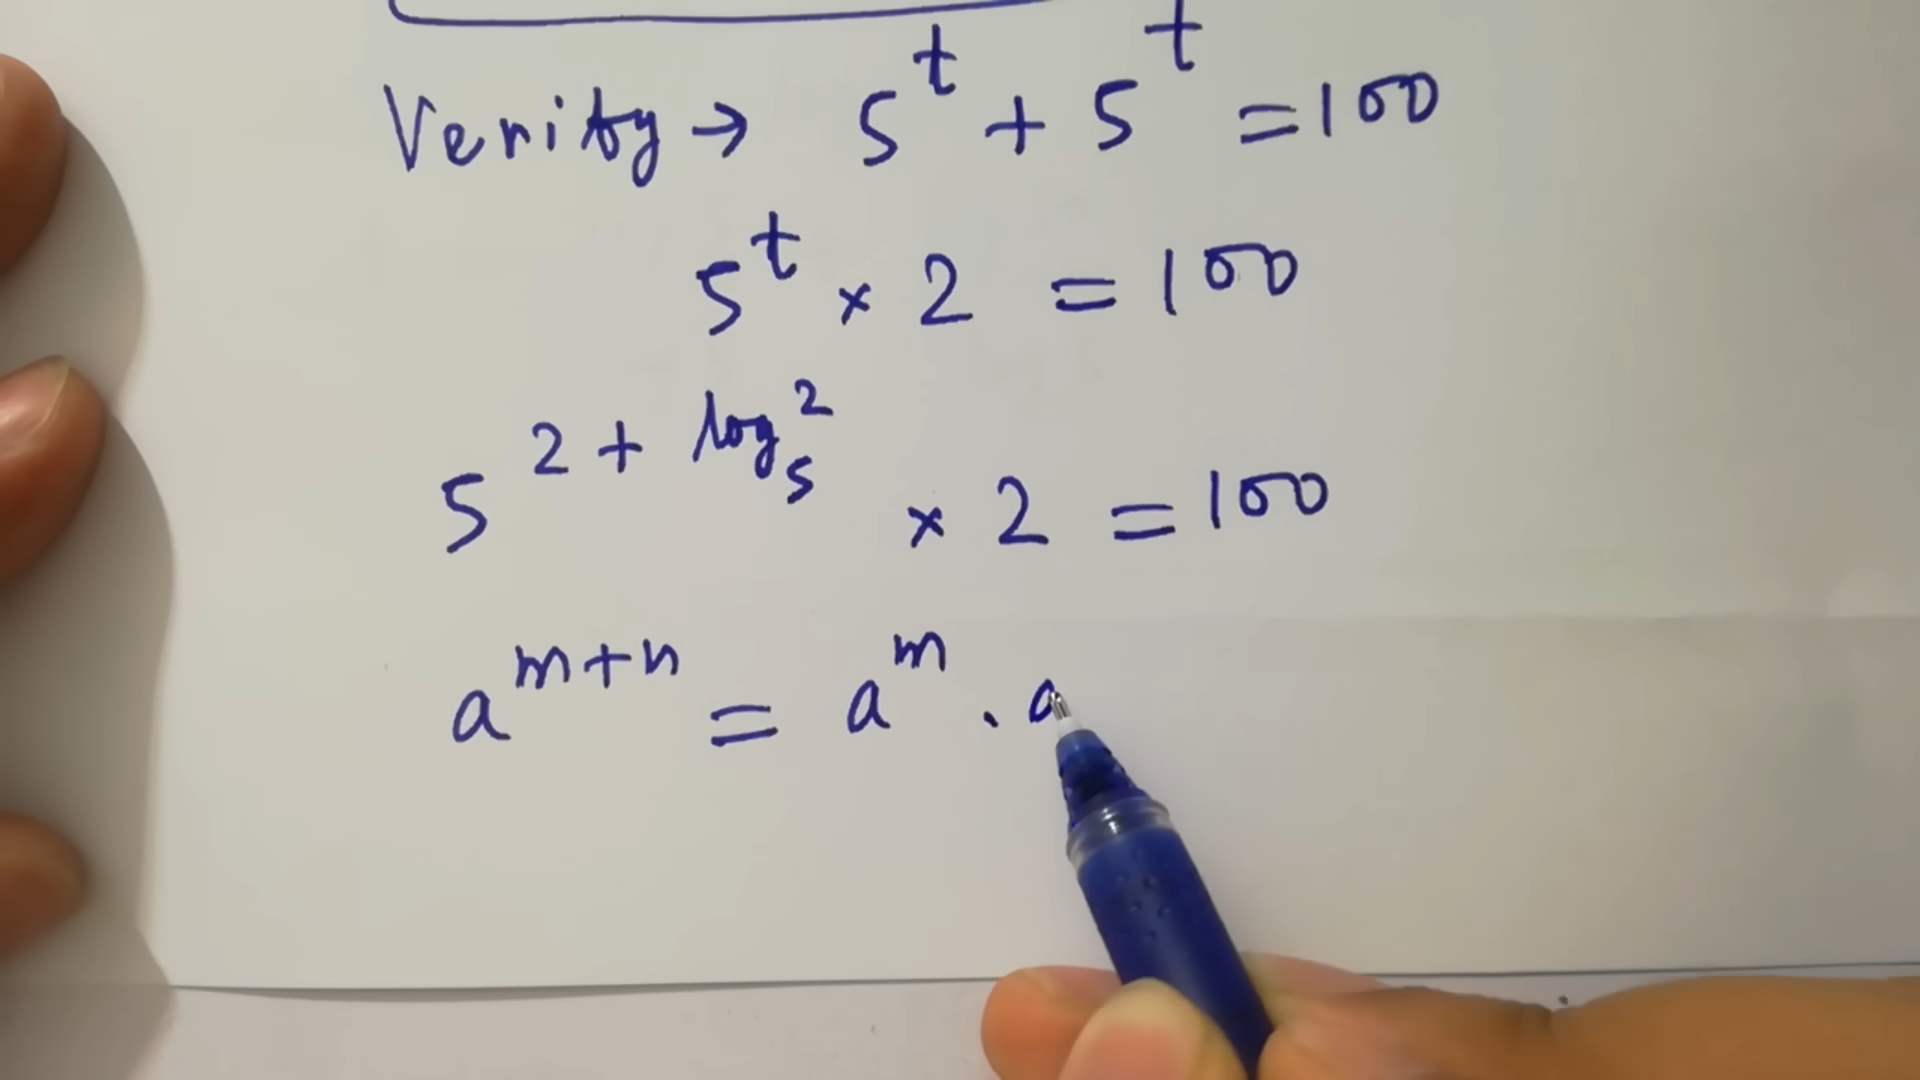 Verify → 5^t + 5^t = 100
5^t × 2 = 100
5^(2 + log_5^2) × 2 = 100
a^(m+n) = a^m . a